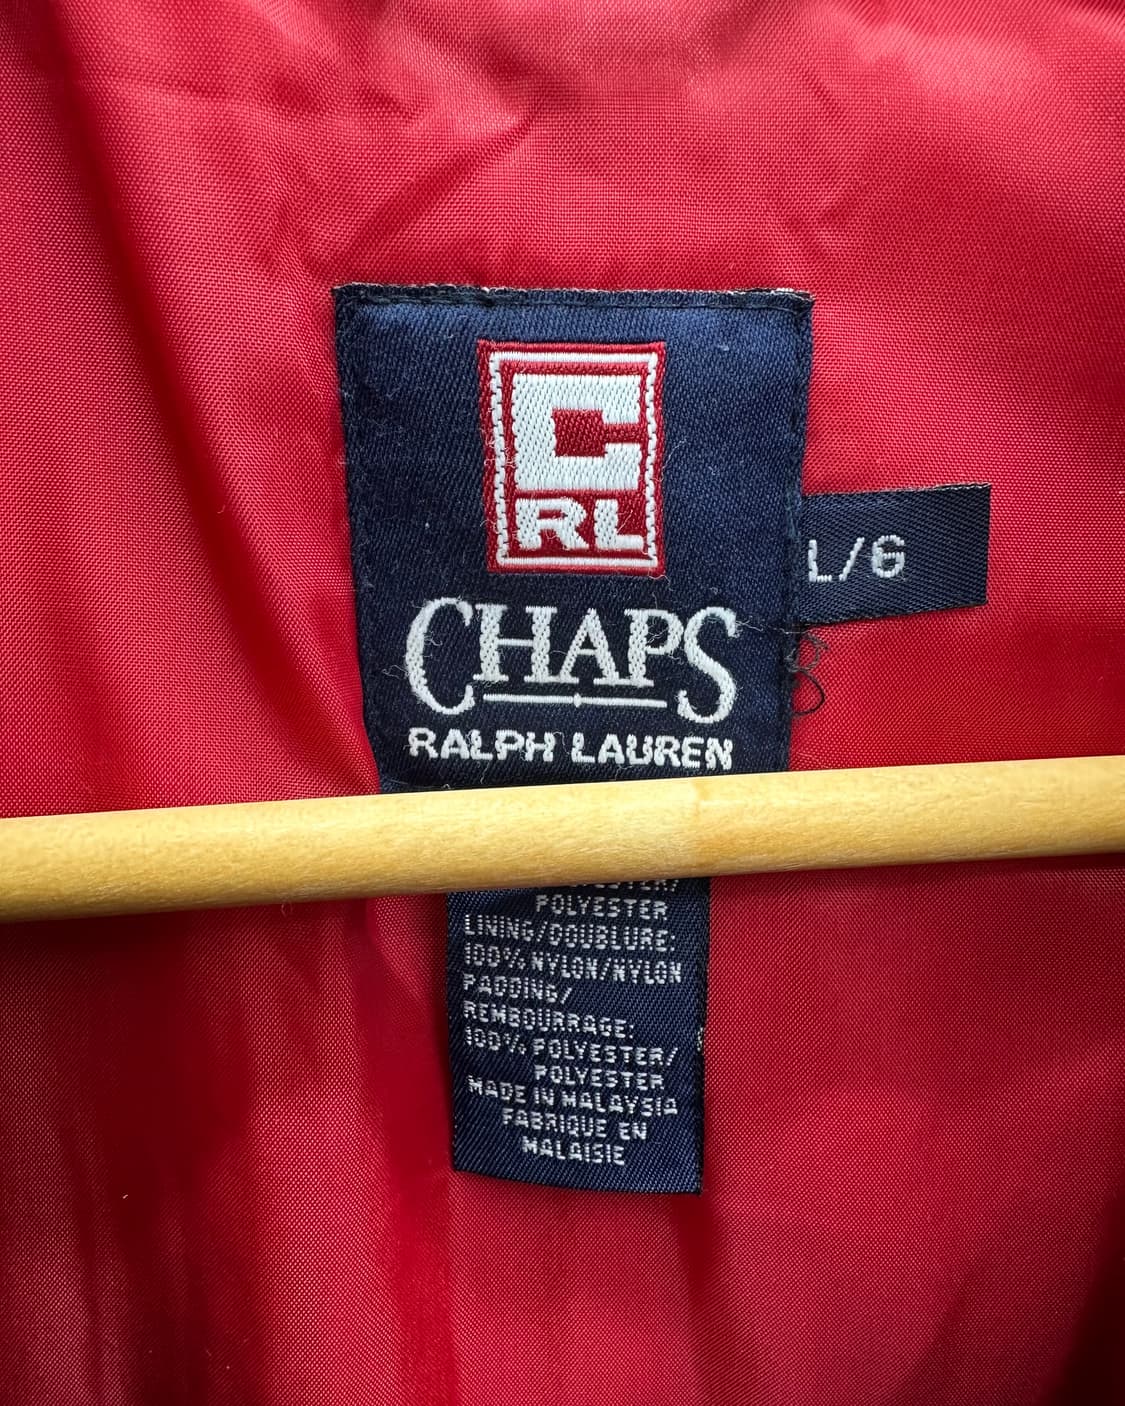 C
RL
CHAPS
RALPH LAUREN
L/G
POLYESTER
LINING/DOUBLURE:
100% NYLON/NYLON
PADDING/
REMBOURRAGE:
100% POLYESTER/
POLYESTER
MADE IN MALAYSIA
FABRIQUE EN
MALAISIE